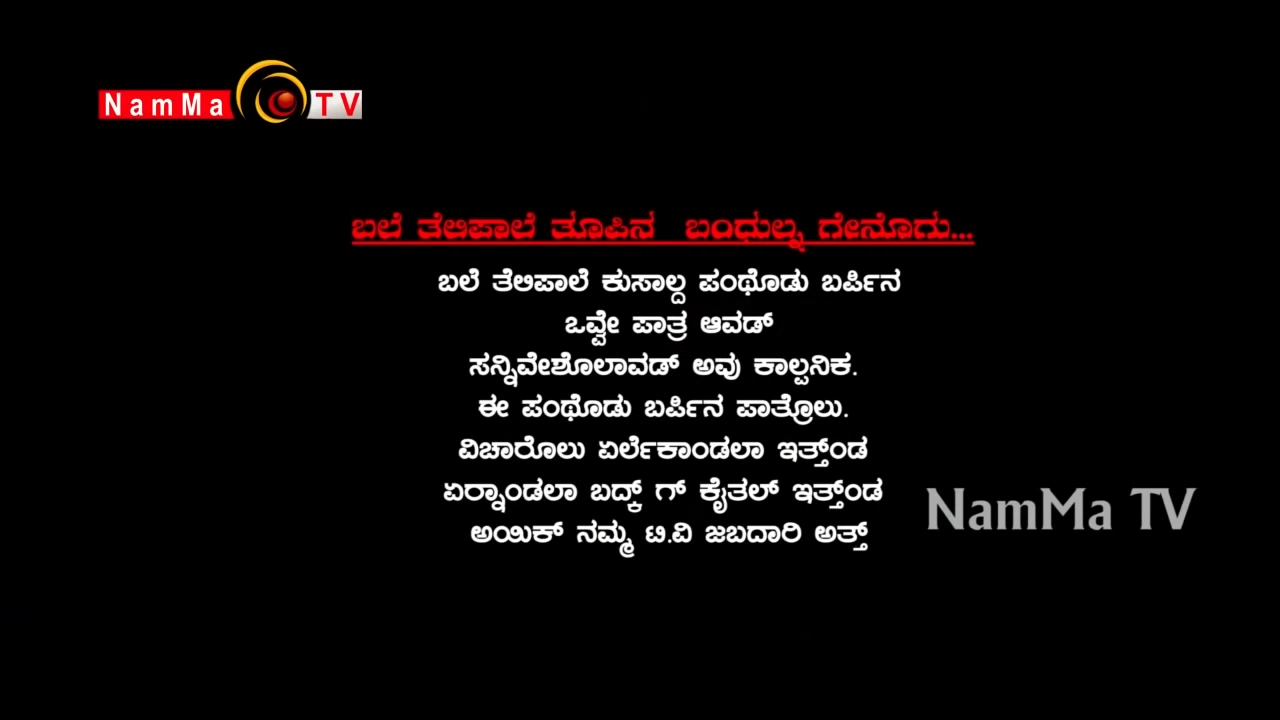 NamMa TV
ಬಲೆ ತೆಲಿಪಾಲೆ ತೂಪಿನ ಬಂಧುಲ್ನ ಗೇನೊಗು...
ಬಲೆ ತೆಲಿಪಾಲೆ ಕುಸಾಲ್ದ ಪಂಥೊಡು ಬರ್ಪಿನ
ಒವ್ವೇ ಪಾತ್ರ ಆವಡ್
ಸನ್ನಿವೇಶೊಲಾವಡ್ ಅವು ಕಾಲ್ಪನಿಕ.
ಈ ಪಂಥೊಡು ಬರ್ಪಿನ ಪಾತ್ರೊಲು.
ವಿಚಾರೊಲು ಏರ್ಲೆಕಾಂಡಲಾ ಇತ್ತ್‌ಂಡ
ಏರ್‍ನಾಂಡಲಾ ಬದ್ಕ್ ಗ್ ಕೈತಲ್ ಇತ್ತ್‌ಂಡ
ಅಯಿಕ್ ನಮ್ಮ ಟಿ.ವಿ ಜಬದಾರಿ ಅತ್ತ್
NamMa TV